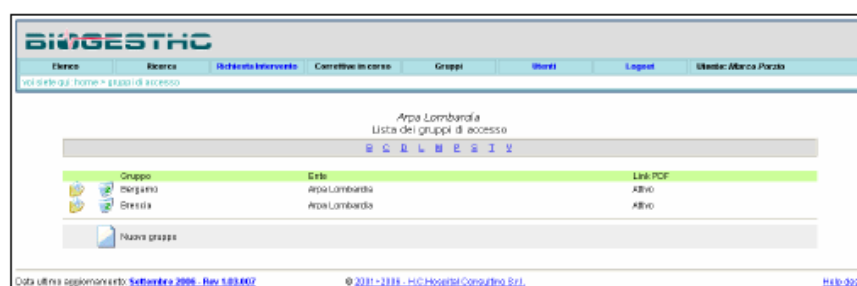 BIOGESTHC
Elenco Ricerca Richiesta Intervento Correttive in corso Gruppi Utenti Logout Utente: Marco Porzio
voi siete qui: home > gruppi di accesso
Arpa Lombardia
Lista dei gruppi di accesso
B C D L M P S T V
Gruppo Ente Link PDF
Bergamo Arpa Lombardia Attivo
Brescia Arpa Lombardia Attivo
Nuovo gruppo
Data ultimo aggiornamento: Settembre 2006 - Rev 1.03.007 © 2001-2006 - H.C. Hospital Consulting S.r.l. Help des